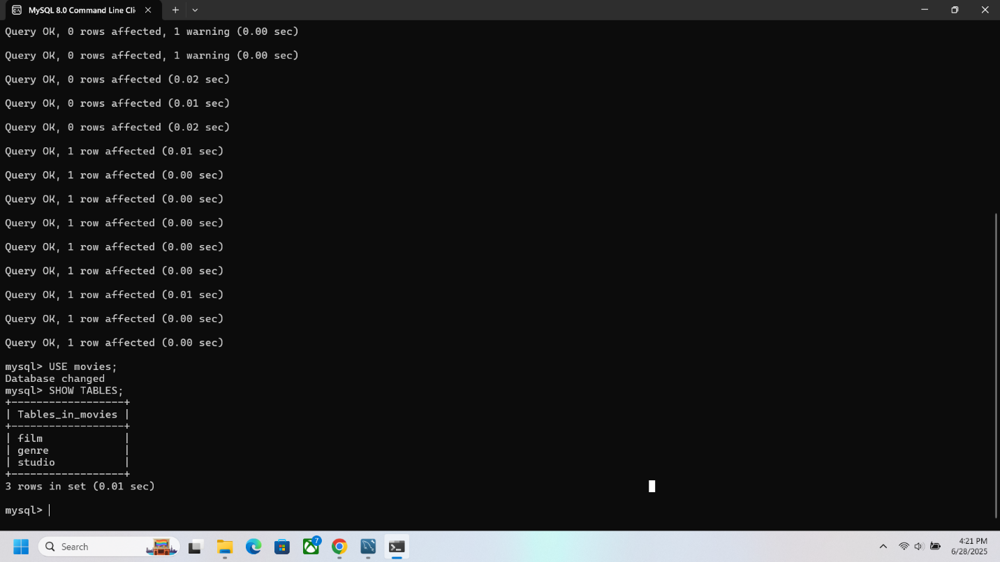 MySQL 8.0 Command Line Cli
Query OK, 0 rows affected, 1 warning (0.00 sec)
Query OK, 0 rows affected, 1 warning (0.00 sec)
Query OK, 0 rows affected (0.02 sec)
Query OK, 0 rows affected (0.01 sec)
Query OK, 0 rows affected (0.02 sec)
Query OK, 1 row affected (0.01 sec)
Query OK, 1 row affected (0.00 sec)
Query OK, 1 row affected (0.00 sec)
Query OK, 1 row affected (0.00 sec)
Query OK, 1 row affected (0.00 sec)
Query OK, 1 row affected (0.00 sec)
Query OK, 1 row affected (0.01 sec)
Query OK, 1 row affected (0.00 sec)
Query OK, 1 row affected (0.00 sec)
mysql> USE movies;
Database changed
mysql> SHOW TABLES;
+------------------+
| Tables_in_movies |
+------------------+
| film             |
| genre            |
| studio           |
+------------------+
3 rows in set (0.01 sec)
mysql>
Search
7
4:21 PM
6/28/2025